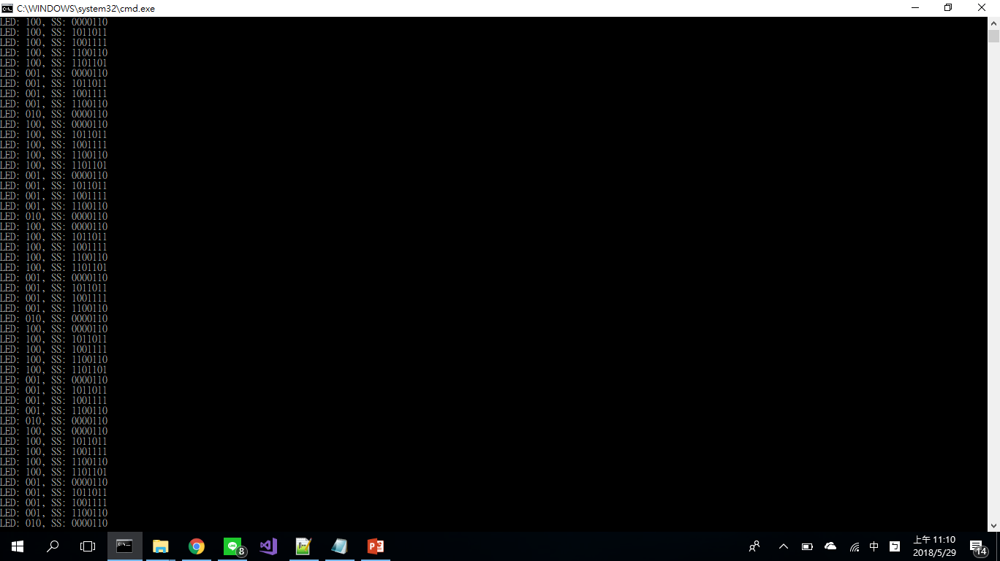 C:\WINDOWS\system32\cmd.exe
LED: 100, SS: 0000110
LED: 100, SS: 1011011
LED: 100, SS: 1001111
LED: 100, SS: 1100110
LED: 100, SS: 1101101
LED: 001, SS: 0000110
LED: 001, SS: 1011011
LED: 001, SS: 1001111
LED: 001, SS: 1100110
LED: 010, SS: 0000110
LED: 100, SS: 0000110
LED: 100, SS: 1011011
LED: 100, SS: 1001111
LED: 100, SS: 1100110
LED: 100, SS: 1101101
LED: 001, SS: 0000110
LED: 001, SS: 1011011
LED: 001, SS: 1001111
LED: 001, SS: 1100110
LED: 010, SS: 0000110
LED: 100, SS: 0000110
LED: 100, SS: 1011011
LED: 100, SS: 1001111
LED: 100, SS: 1100110
LED: 100, SS: 1101101
LED: 001, SS: 0000110
LED: 001, SS: 1011011
LED: 001, SS: 1001111
LED: 001, SS: 1100110
LED: 010, SS: 0000110
LED: 100, SS: 0000110
LED: 100, SS: 1011011
LED: 100, SS: 1001111
LED: 100, SS: 1100110
LED: 100, SS: 1101101
LED: 001, SS: 0000110
LED: 001, SS: 1011011
LED: 001, SS: 1001111
LED: 001, SS: 1100110
LED: 010, SS: 0000110
LED: 100, SS: 0000110
LED: 100, SS: 1011011
LED: 100, SS: 1001111
LED: 100, SS: 1100110
LED: 100, SS: 1101101
LED: 001, SS: 0000110
LED: 001, SS: 1011011
LED: 001, SS: 1001111
LED: 001, SS: 1100110
LED: 010, SS: 0000110
8
中
上午 11:10
2018/5/29
14